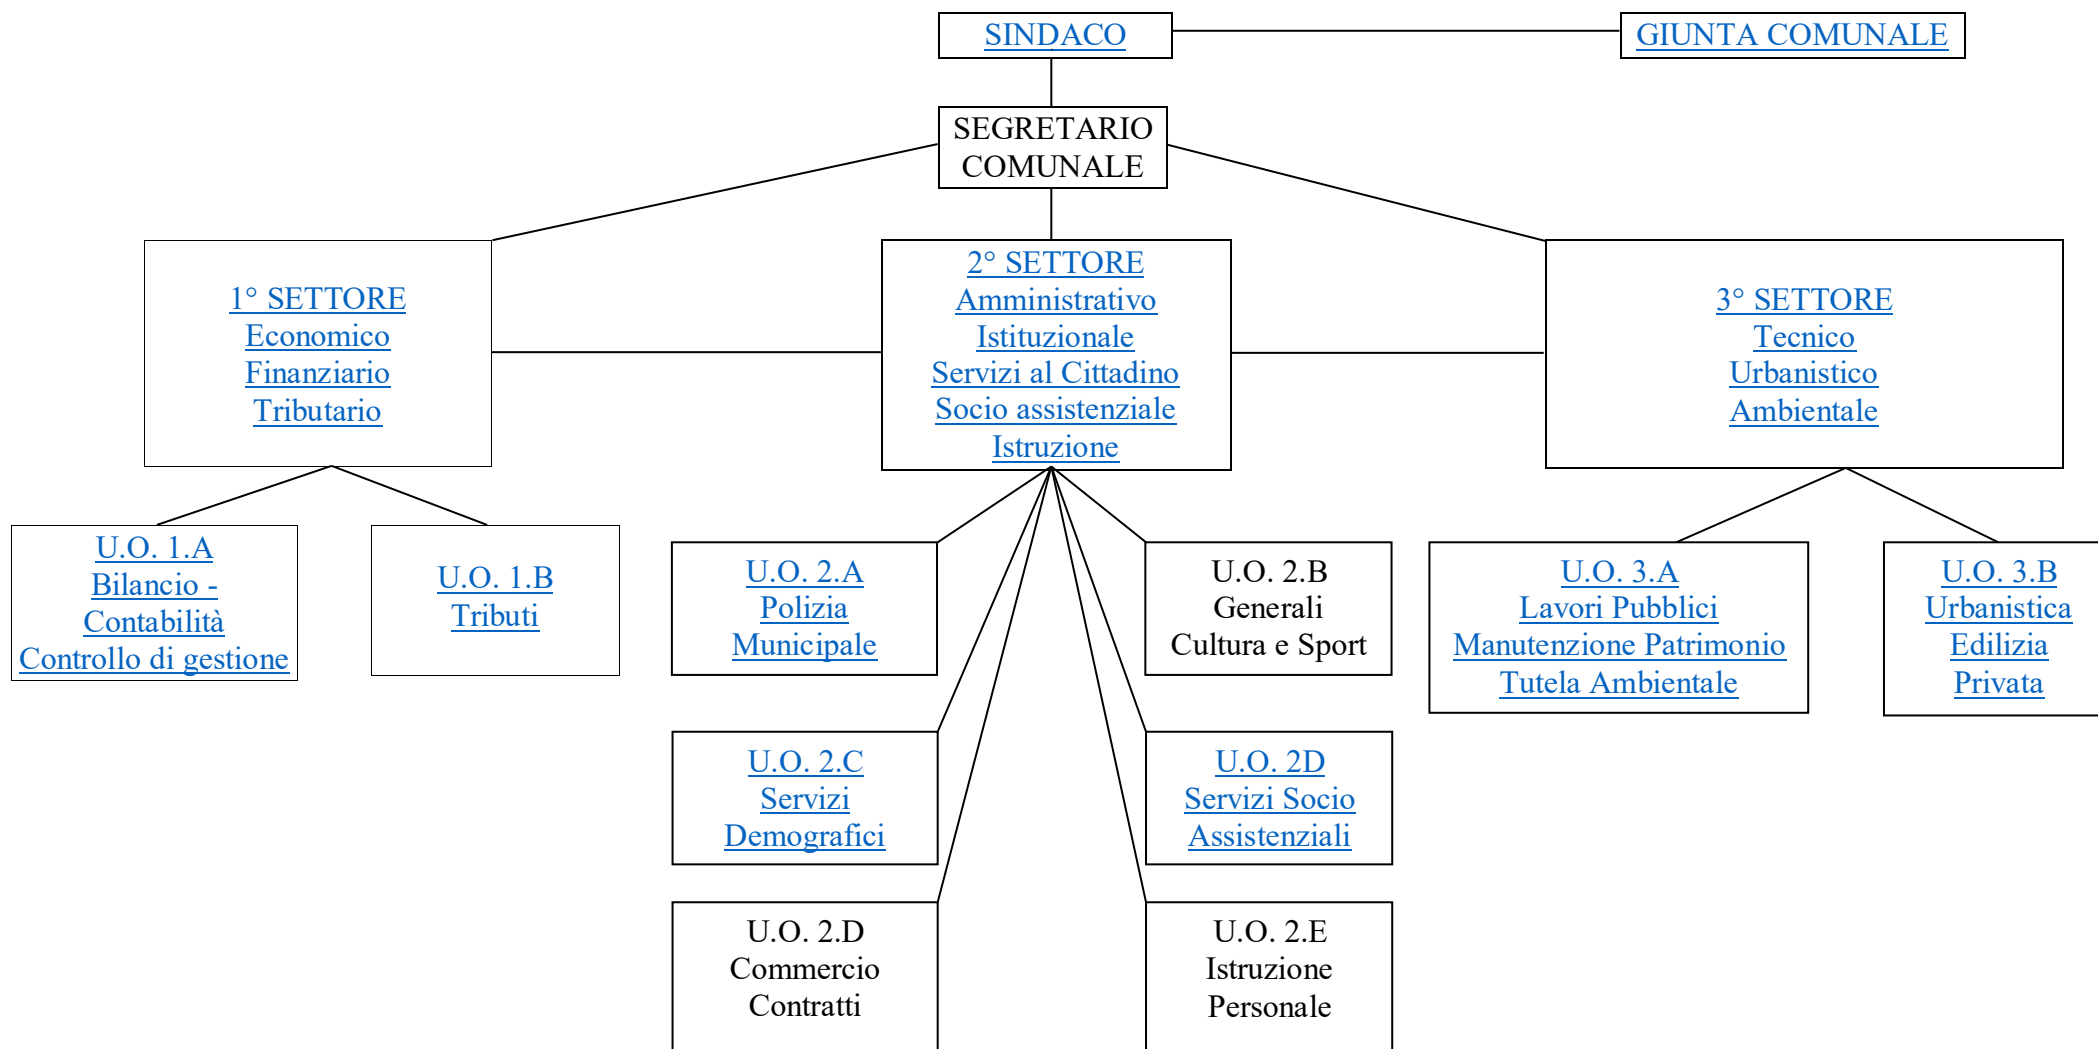 SINDACO
GIUNTA COMUNALE
SEGRETARIO
COMUNALE
1° SETTORE
Economico
Finanziario
Tributario
2° SETTORE
Amministrativo
Istituzionale
Servizi al Cittadino
Socio assistenziale
Istruzione
3° SETTORE
Tecnico
Urbanistico
Ambientale
U.O. 1.A
Bilancio -
Contabilità
Controllo di gestione
U.O. 1.B
Tributi
U.O. 2.A
Polizia
Municipale
U.O. 2.B
Generali
Cultura e Sport
U.O. 3.A
Lavori Pubblici
Manutenzione Patrimonio
Tutela Ambientale
U.O. 3.B
Urbanistica
Edilizia
Privata
U.O. 2.C
Servizi
Demografici
U.O. 2D
Servizi Socio
Assistenziali
U.O. 2.D
Commercio
Contratti
U.O. 2.E
Istruzione
Personale